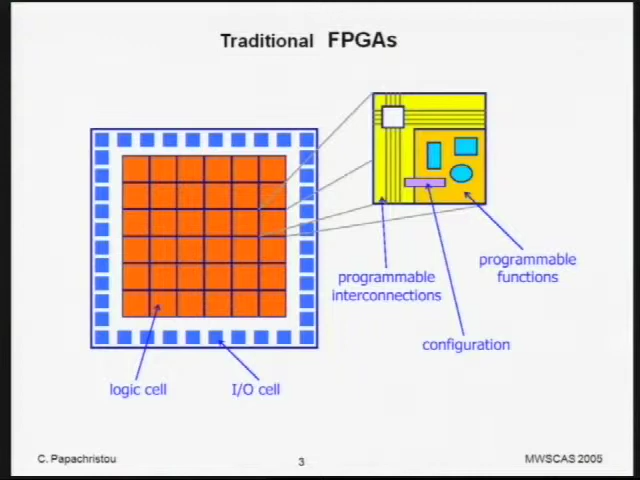 Traditional FPGAs
programmable
interconnections
programmable
functions
configuration
logic cell
I/O cell
C. Papachristou
3
MWSCAS 2005